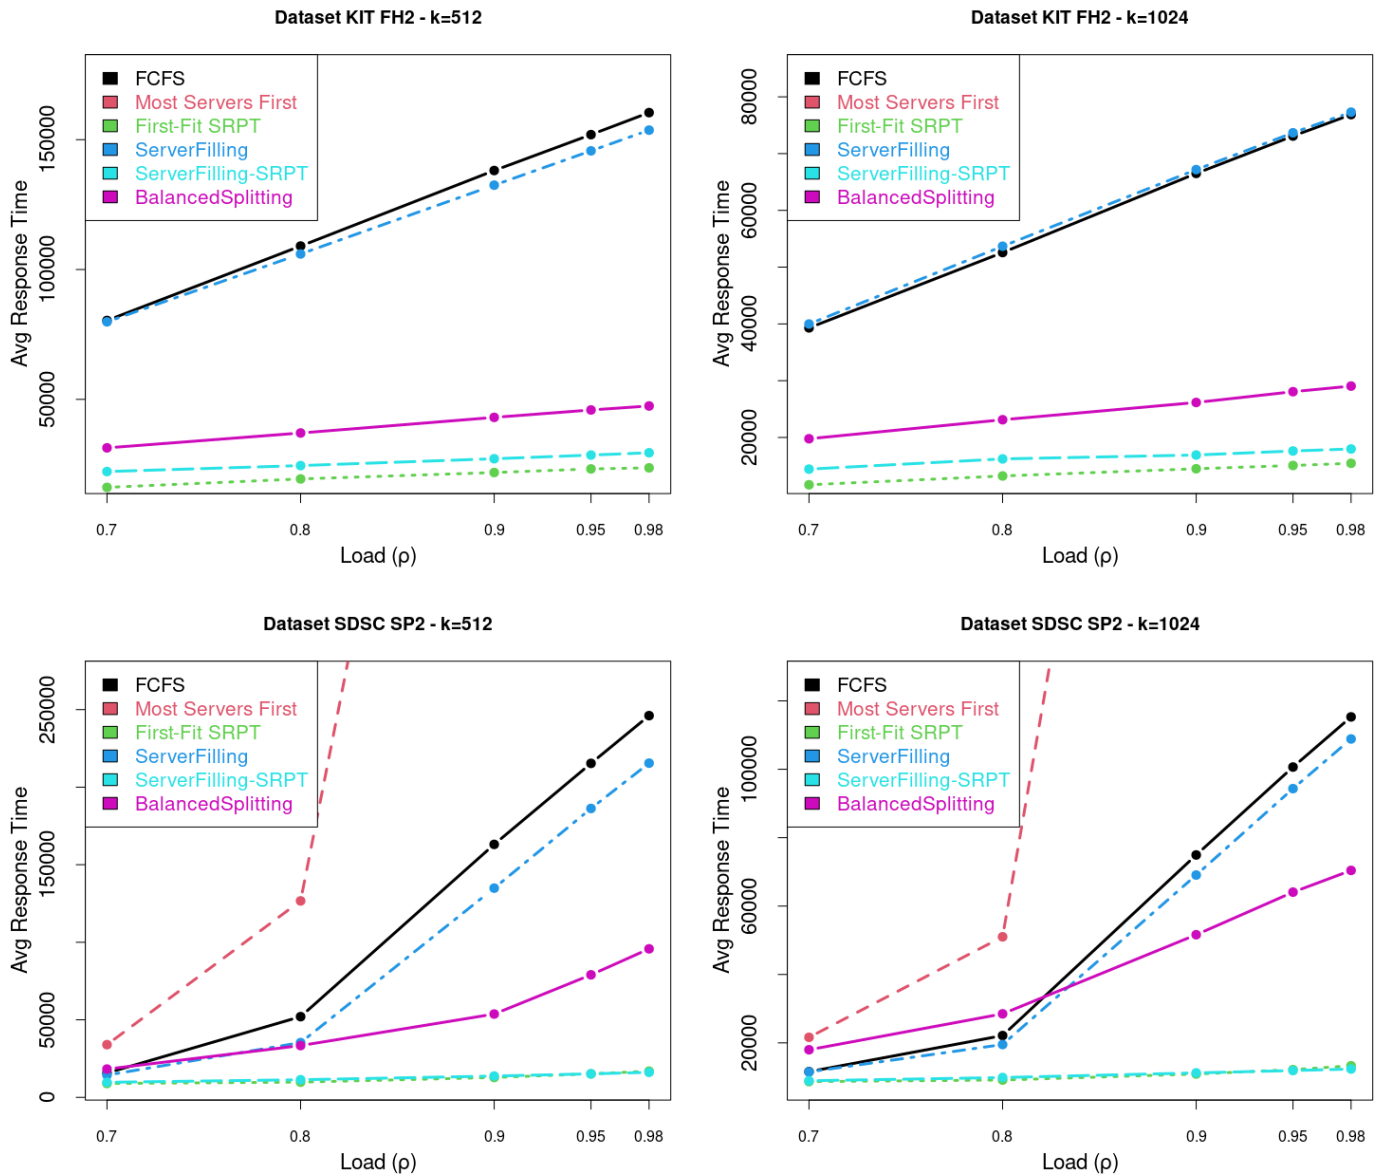 Dataset KIT FH2 - k=512
FCFS
Most Servers First
First-Fit SRPT
ServerFilling
ServerFilling-SRPT
BalancedSplitting
Avg Response Time
150000
100000
50000
0.7 0.8 0.9 0.95 0.98
Load (ρ)
Dataset KIT FH2 - k=1024
FCFS
Most Servers First
First-Fit SRPT
ServerFilling
ServerFilling-SRPT
BalancedSplitting
Avg Response Time
80000
60000
40000
20000
0.7 0.8 0.9 0.95 0.98
Load (ρ)
Dataset SDSC SP2 - k=512
FCFS
Most Servers First
First-Fit SRPT
ServerFilling
ServerFilling-SRPT
BalancedSplitting
Avg Response Time
250000
150000
50000
0
0.7 0.8 0.9 0.95 0.98
Load (ρ)
Dataset SDSC SP2 - k=1024
FCFS
Most Servers First
First-Fit SRPT
ServerFilling
ServerFilling-SRPT
BalancedSplitting
Avg Response Time
100000
60000
20000
0.7 0.8 0.9 0.95 0.98
Load (ρ)